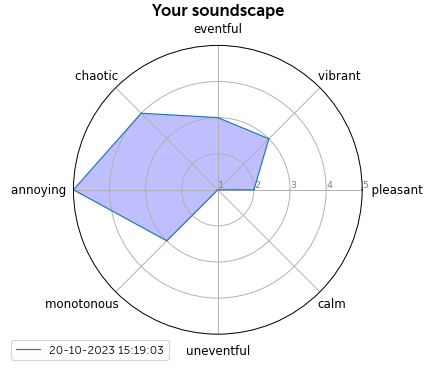 Your soundscape
eventful
chaotic
vibrant
annoying
1
2
3
4
5
pleasant
monotonous
calm
uneventful
20-10-2023 15:19:03